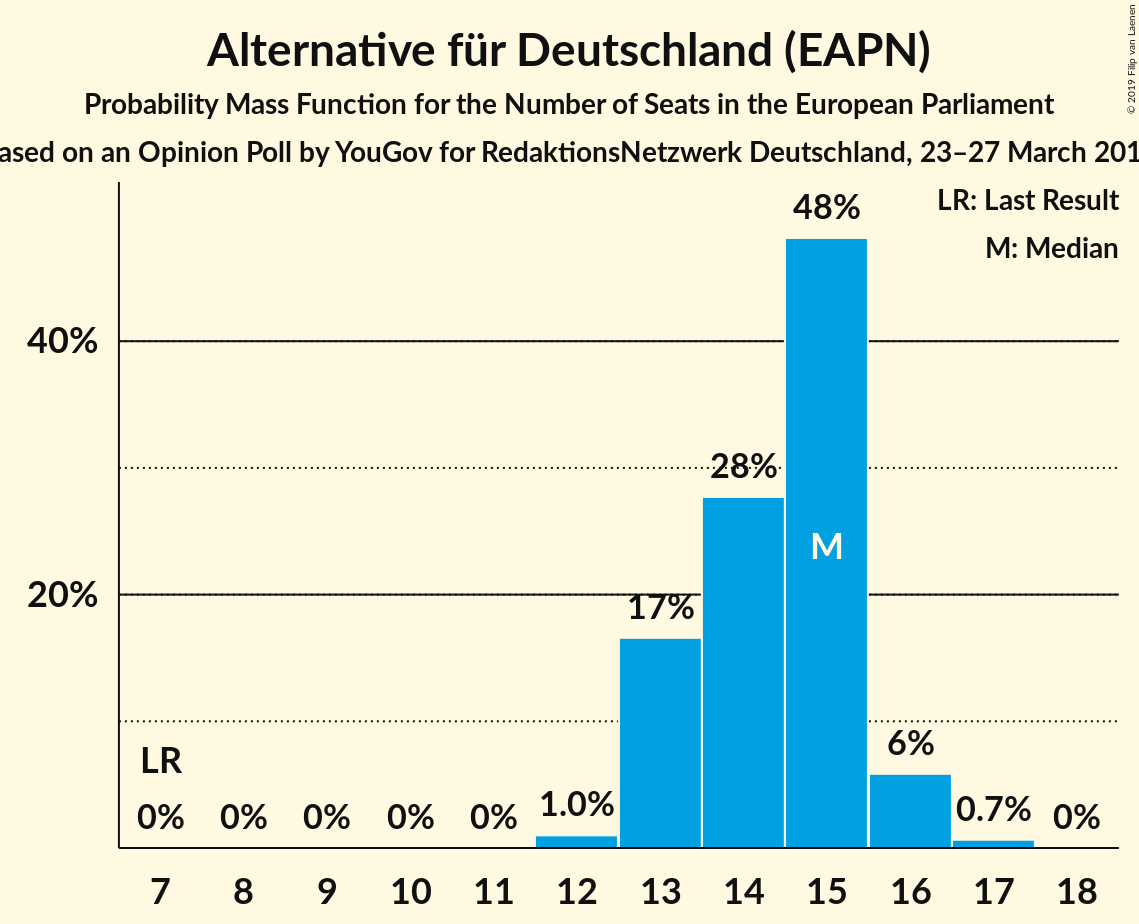 Alternative für Deutschland (EAPN)
Probability Mass Function for the Number of Seats in the European Parliament
ased on an Opinion Poll by YouGov for RedaktionsNetzwerk Deutschland, 23–27 March 201
© 2019 Filip van Laenen
LR: Last Result
M: Median
48%
40%
28%
M
20%
17%
LR
6%
0% 0% 0% 0% 0% 1.0% 0.7% 0%
7 8 9 10 11 12 13 14 15 16 17 18